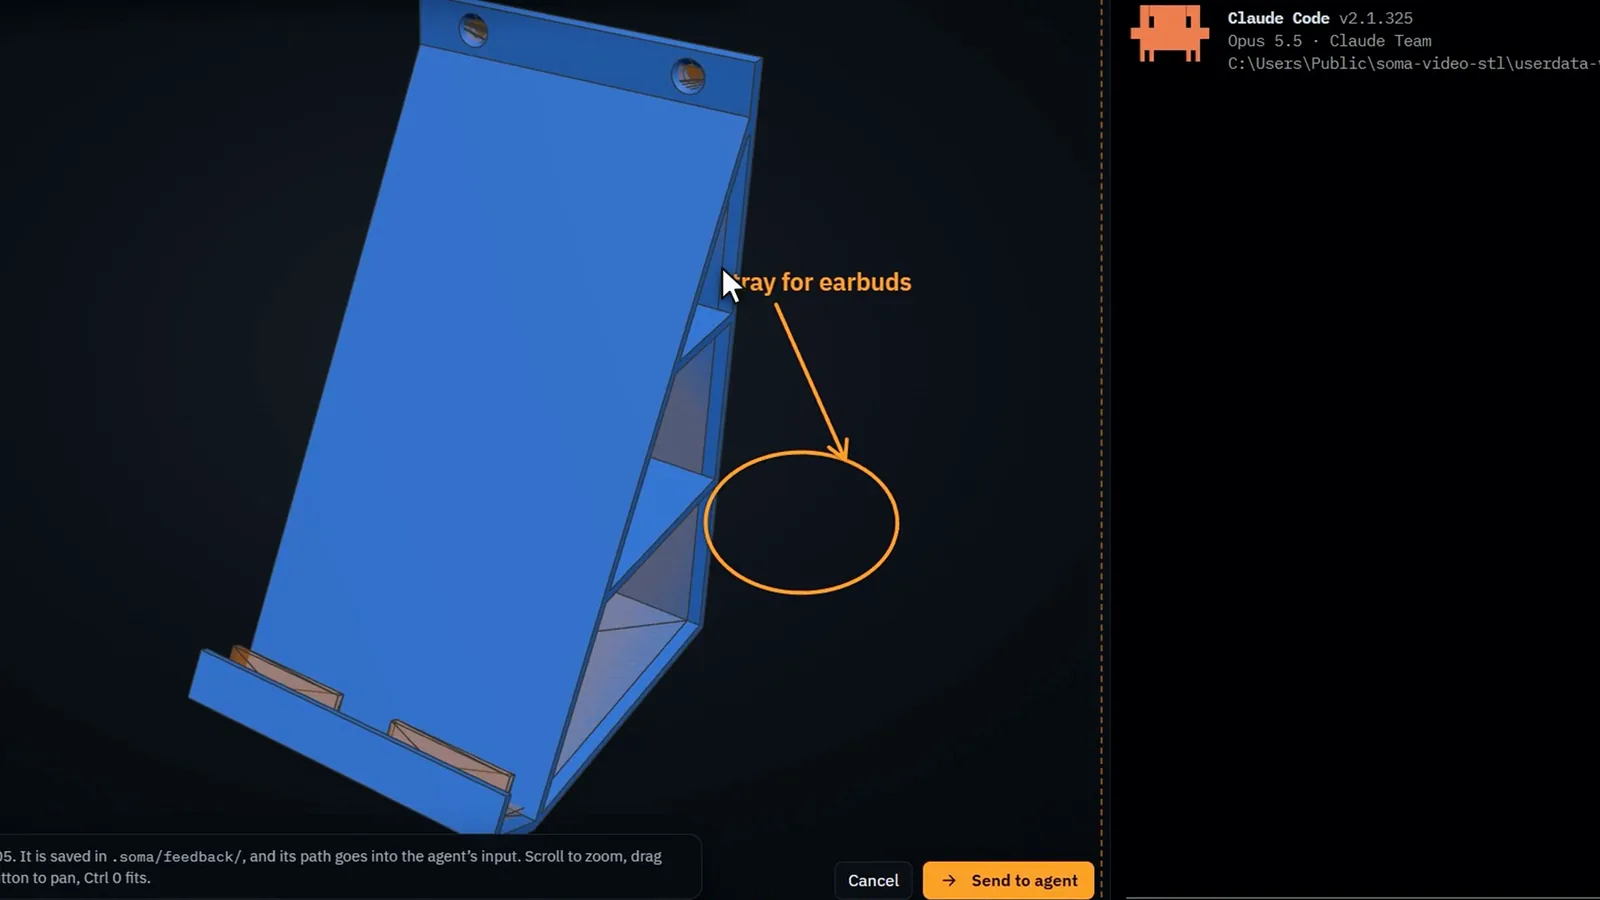 Claude Code v2.1.325
Opus 5.5 · Claude Team
C:\Users\Public\soma-video-stl\userdata-
tray for earbuds
05. It is saved in .soma/feedback/, and its path goes into the agent’s input. Scroll to zoom, drag
tton to pan, Ctrl 0 fits.
Cancel
→ Send to agent